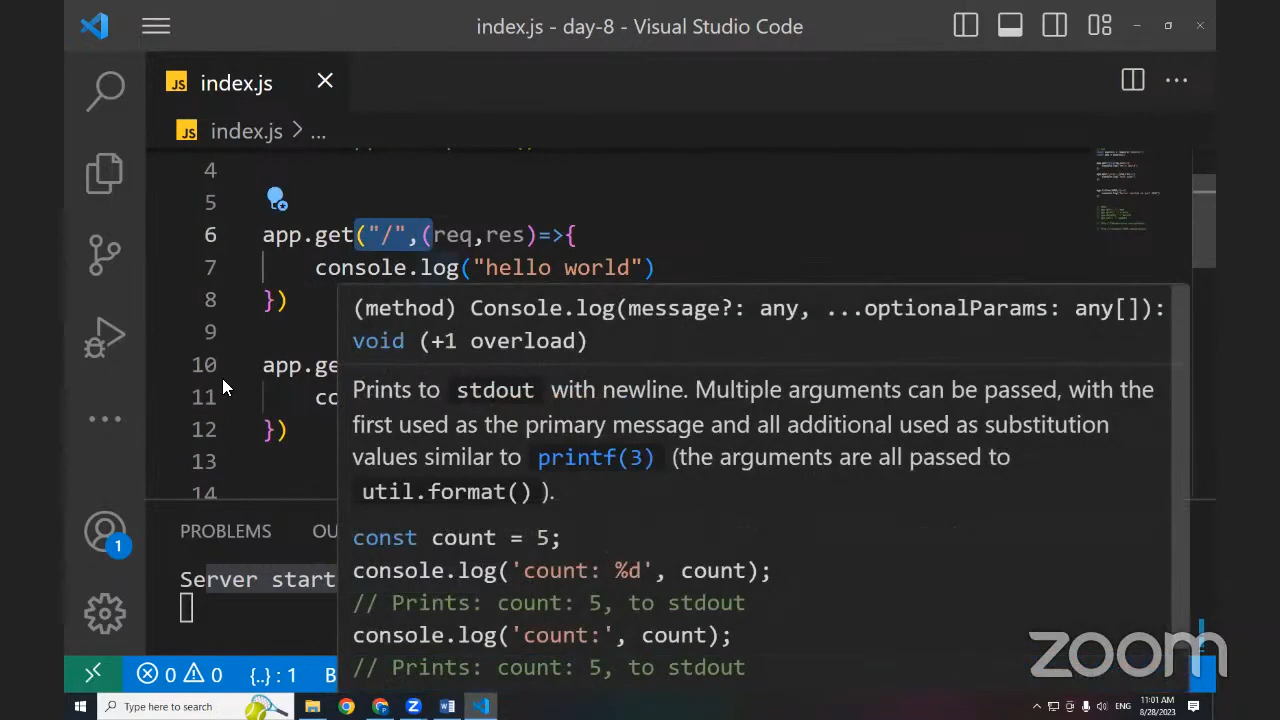 index.js - day-8 - Visual Studio Code
JS index.js
JS index.js > ...
4
5
6 app.get("/",(req,res)=>{
7 console.log("hello world")
8 })
9
10 app.ge
11 co
12 })
13
14
(method) Console.log(message?: any, ...optionalParams: any[]):
void (+1 overload)
Prints to stdout with newline. Multiple arguments can be passed, with the
first used as the primary message and all additional used as substitution
values similar to printf(3) (the arguments are all passed to
util.format() ).
const count = 5;
console.log('count: %d', count);
// Prints: count: 5, to stdout
console.log('count:', count);
// Prints: count: 5, to stdout
PROBLEMS OU
Server start
1
zoom
0 0 {..} : 1 B
Type here to search
11:01 AM
8/28/2023